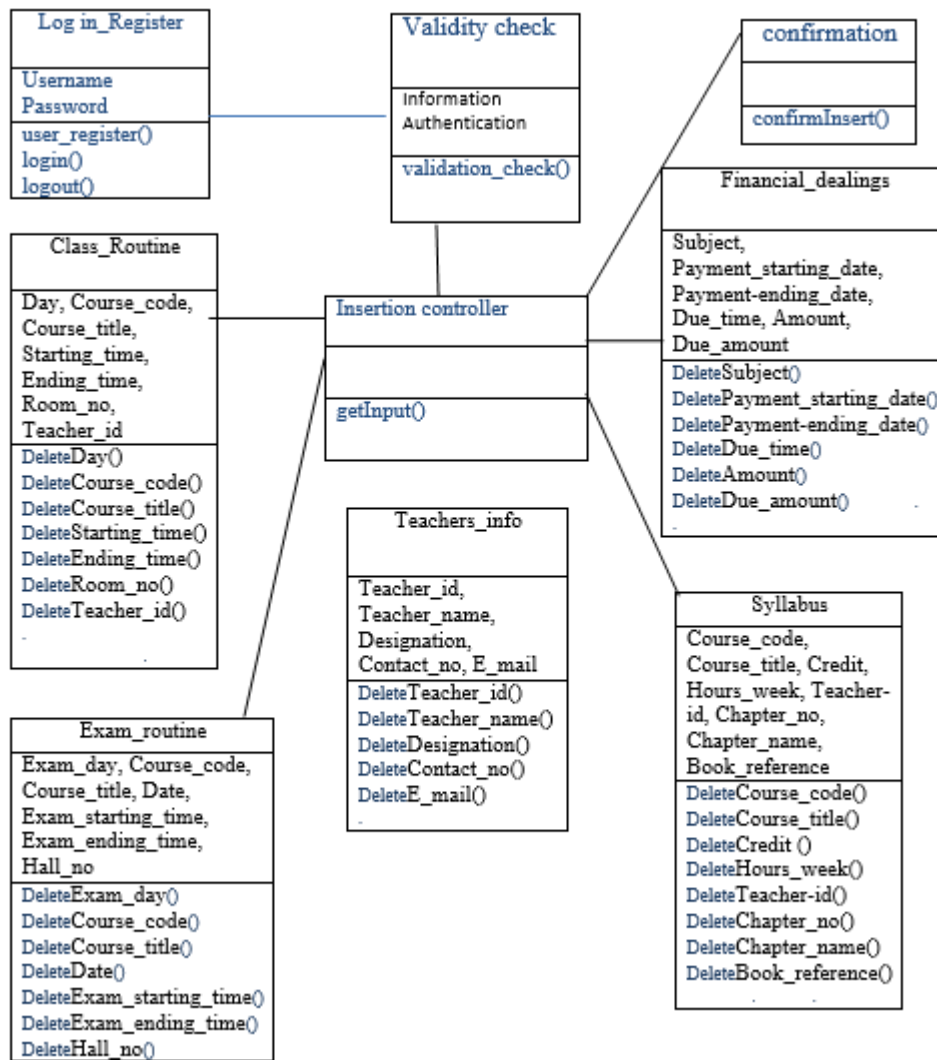 Log in_Register
Username
Password
user_register()
login()
logout()
Validity check
Information
Authentication
validation_check()
confirmation
confirmInsert()
Class_Routine
Day, Course_code,
Course_title,
Starting_time,
Ending_time,
Room_no,
Teacher_id
DeleteDay()
DeleteCourse_code()
DeleteCourse_title()
DeleteStarting_time()
DeleteEnding_time()
DeleteRoom_no()
DeleteTeacher_id()
Insertion controller
getInput()
Financial_dealings
Subject,
Payment_starting_date,
Payment-ending_date,
Due_time, Amount,
Due_amount
DeleteSubject()
DeletePayment_starting_date()
DeletePayment-ending_date()
DeleteDue_time()
DeleteAmount()
DeleteDue_amount()
Teachers_info
Teacher_id,
Teacher_name,
Designation,
Contact_no, E_mail
DeleteTeacher_id()
DeleteTeacher_name()
DeleteDesignation()
DeleteContact_no()
DeleteE_mail()
Syllabus
Course_code,
Course_title, Credit,
Hours_week, Teacher-
id, Chapter_no,
Chapter_name,
Book_reference
DeleteCourse_code()
DeleteCourse_title()
DeleteCredit ()
DeleteHours_week()
DeleteTeacher-id()
DeleteChapter_no()
DeleteChapter_name()
DeleteBook_reference()
Exam_routine
Exam_day, Course_code,
Course_title, Date,
Exam_starting_time,
Exam_ending_time,
Hall_no
DeleteExam_day()
DeleteCourse_code()
DeleteCourse_title()
DeleteDate()
DeleteExam_starting_time()
DeleteExam_ending_time()
DeleteHall_no()